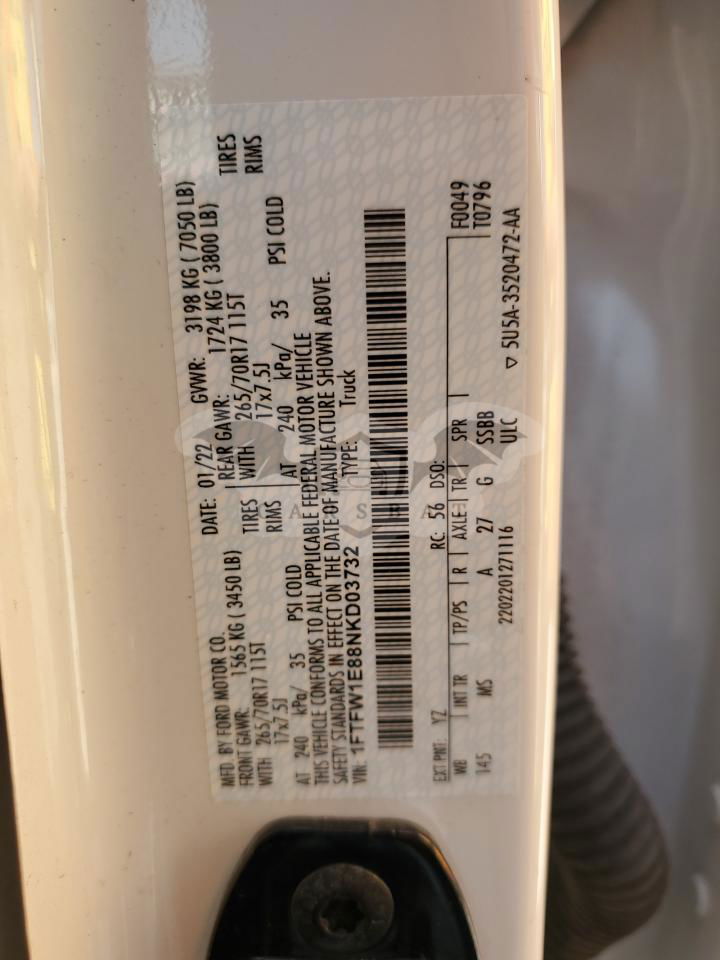 MFD. BY FORD MOTOR CO.
DATE: 01/22 GVWR: 3198 KG ( 7050 LB)
FRONT GAWR: 1565 KG ( 3450 LB) REAR GAWR: 1724 KG ( 3800 LB)
WITH 265/70R17 115T TIRES WITH 265/70R17 115T TIRES
17x7.5J RIMS 17x7.5J RIMS
AT 240 kPa/ 35 PSI COLD AT 240 kPa/ 35 PSI COLD
THIS VEHICLE CONFORMS TO ALL APPLICABLE FEDERAL MOTOR VEHICLE
SAFETY STANDARDS IN EFFECT ON THE DATE OF MANUFACTURE SHOWN ABOVE.
VIN: 1FTFW1E88NKD03732 TYPE: Truck
EXT PNT: YZ RC: 56 DSO: F0049
WB INT TR TP/PS R AXLE TR SPR T0796
145 MS A 27 G SSBB
2202201271116 ULC ▽ 5U5A-3520472-AA